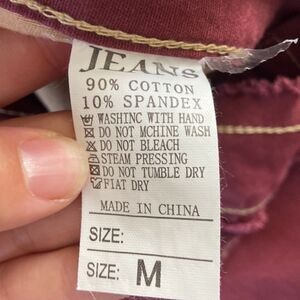 JEANS
90% COTTON
10% SPANDEX
WASHING WITH HAND
DO NOT MCHINE WASH
DO NOT BLEACH
STEAM PRESSING
DO NOT TUMBLE DRY
FIAT DRY
MADE IN CHINA
SIZE:
SIZE: M